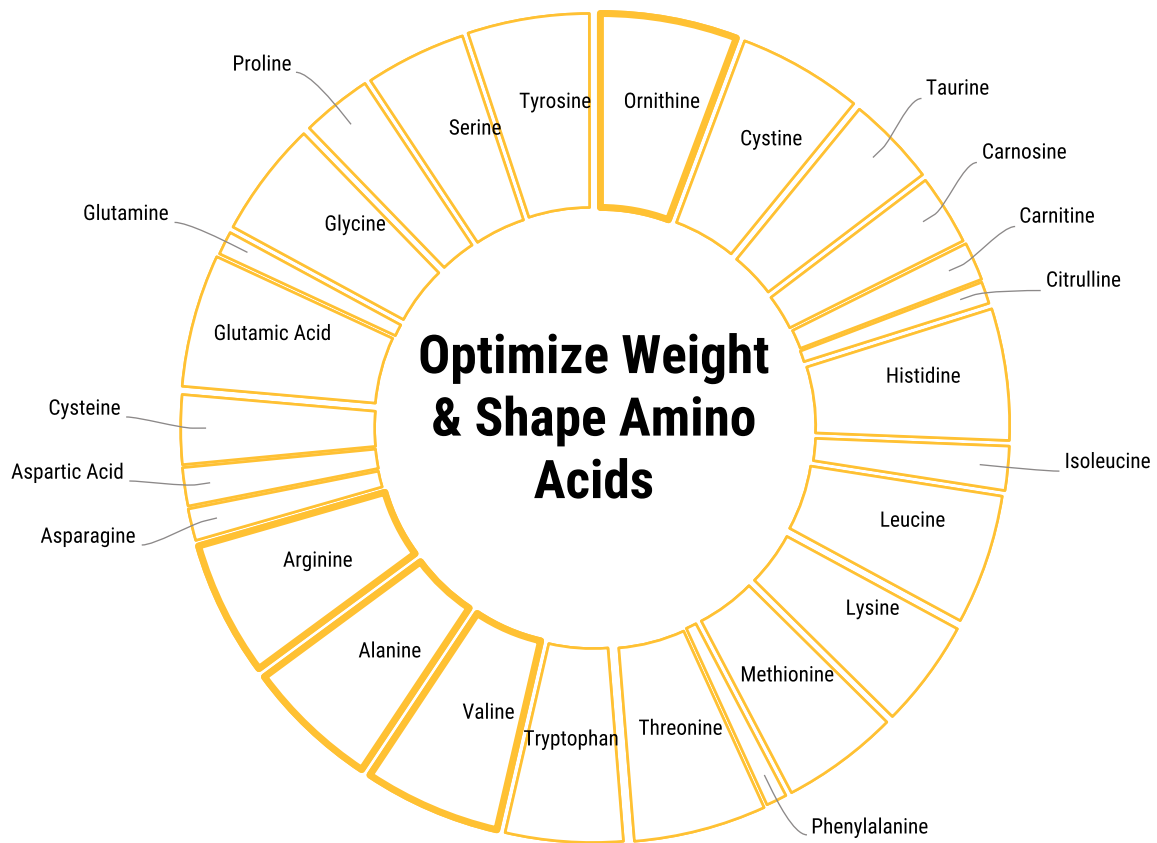 Proline
Tyrosine
Ornithine
Taurine
Serine
Cystine
Carnosine
Glutamine
Glycine
Carnitine
Citrulline
Glutamic Acid
Optimize Weight
& Shape Amino
Acids
Histidine
Cysteine
Isoleucine
Aspartic Acid
Asparagine
Leucine
Arginine
Lysine
Alanine
Methionine
Valine
Threonine
Tryptophan
Phenylalanine